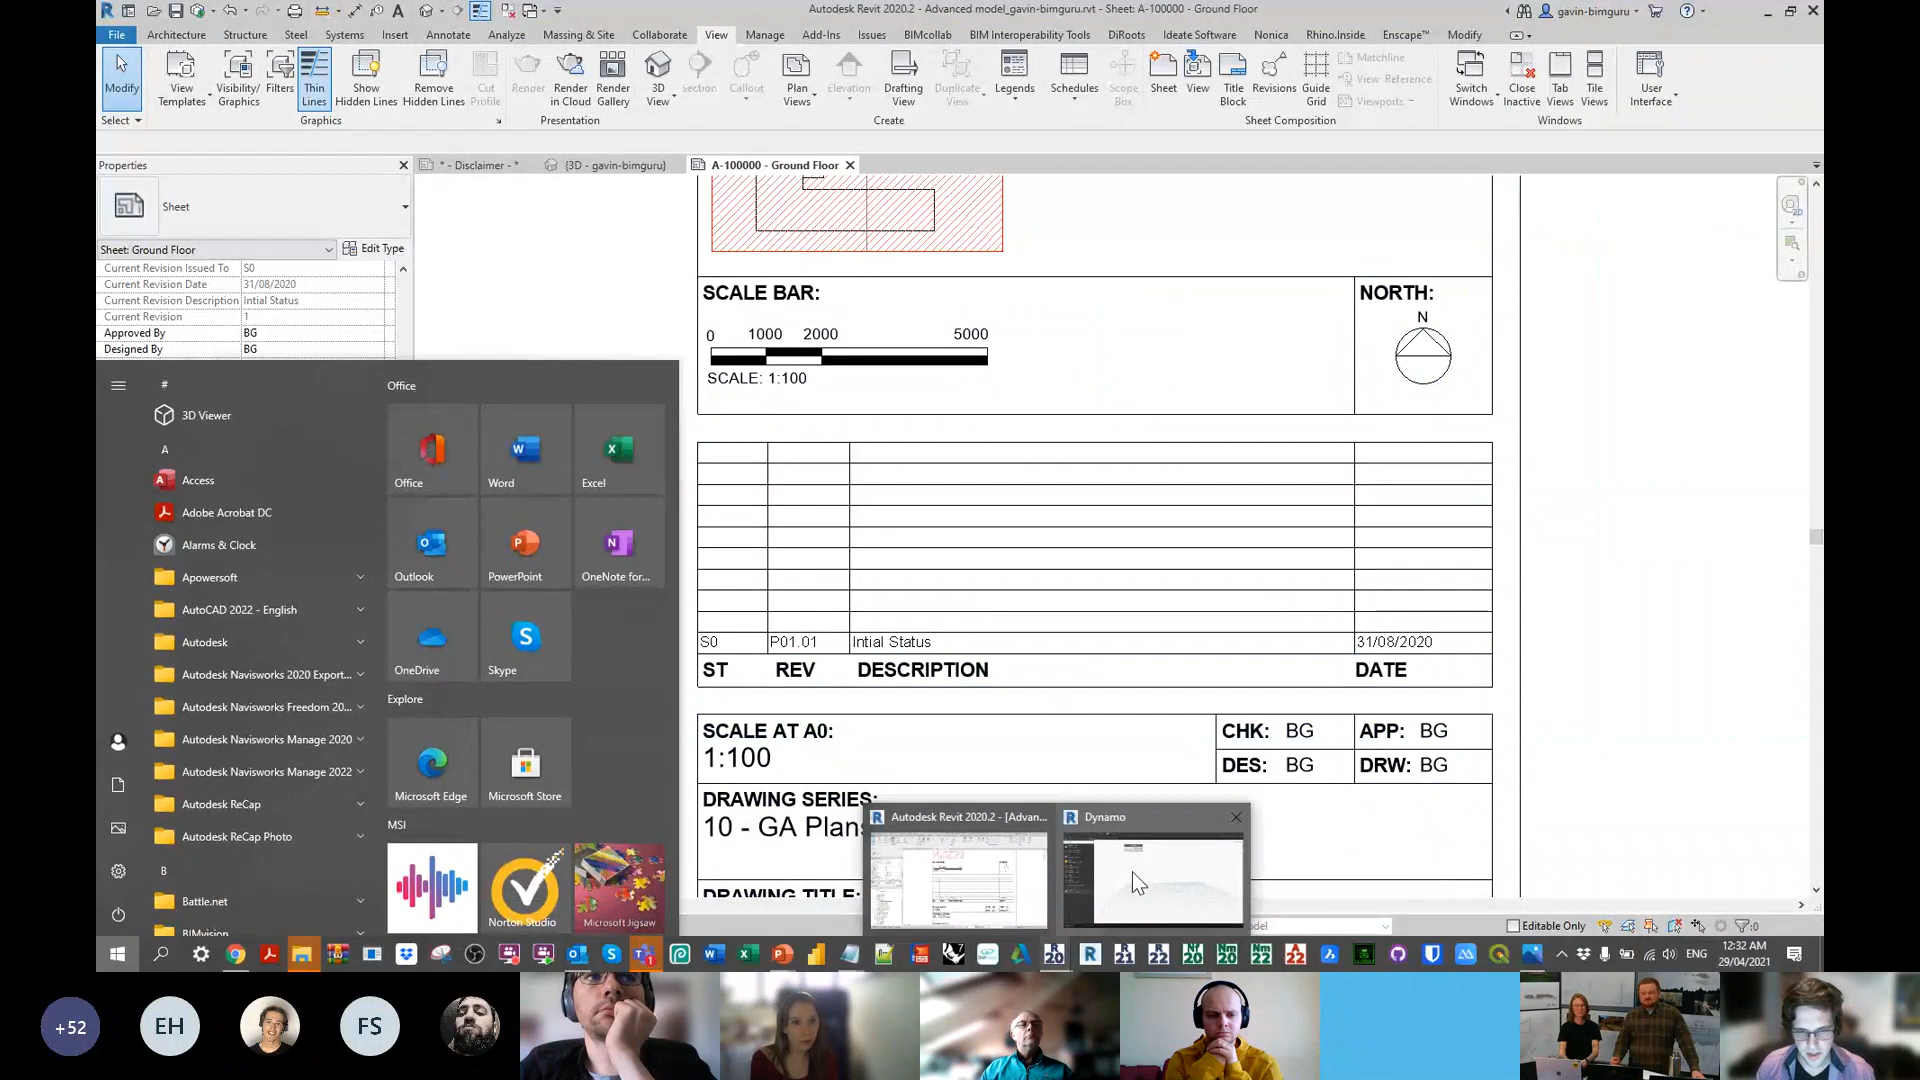 Autodesk Revit 2020.2 - Advanced model_gavin-bimguru.rvt - Sheet: A-100000 - Ground Floor
gavin-bimguru
File Architecture Structure Steel Systems Insert Annotate Analyze Massing & Site Collaborate View Manage Add-Ins Issues BIMcollab BIM Interoperability Tools DiRoots Ideate Software Nonica Rhino.Inside Enscape™ Modify
Modify
View Templates
Visibility/ Graphics
Filters
Thin Lines
Show Hidden Lines
Remove Hidden Lines
Cut Profile
Render
Render in Cloud
Render Gallery
3D View
Section
Callout
Plan Views
Elevation
Drafting View
Duplicate View
Legends
Schedules
Scope Box
Sheet
View
Title Block
Revisions
Guide Grid
Matchline
View Reference
Viewports
Switch Windows
Close Inactive
Tab Views
Tile Views
User Interface
Select Graphics Presentation Create Sheet Composition Windows
Properties
* - Disclaimer - *
{3D - gavin-bimguru}
A-100000 - Ground Floor
Sheet
Sheet: Ground Floor
Edit Type
Current Revision Issued To S0
Current Revision Date 31/08/2020
Current Revision Description Intial Status
Current Revision 1
Approved By BG
Designed By BG
#
3D Viewer
A
Access
Adobe Acrobat DC
Alarms & Clock
Apowersoft
AutoCAD 2022 - English
Autodesk
Autodesk Navisworks 2020 Export...
Autodesk Navisworks Freedom 20...
Autodesk Navisworks Manage 2020
Autodesk Navisworks Manage 2022
Autodesk ReCap
Autodesk ReCap Photo
B
Battle.net
BIMvision
Office
Office
Word
Excel
Outlook
PowerPoint
OneNote for...
OneDrive
Skype
Explore
Microsoft Edge
Microsoft Store
MSI
Norton Studio
Microsoft Jigsaw
SCALE BAR:
0 1000 2000 5000
SCALE: 1:100
NORTH:
N
S0 P01.01 Intial Status 31/08/2020
ST REV DESCRIPTION DATE
SCALE AT A0:
1:100
CHK: BG APP: BG
DES: BG DRW: BG
DRAWING SERIES:
10 - GA Plans
DRAWING TITLE:
Autodesk Revit 2020.2 - [Advan...
Dynamo
Editable Only
:0
ENG
12:32 AM
29/04/2021
+52
EH
FS